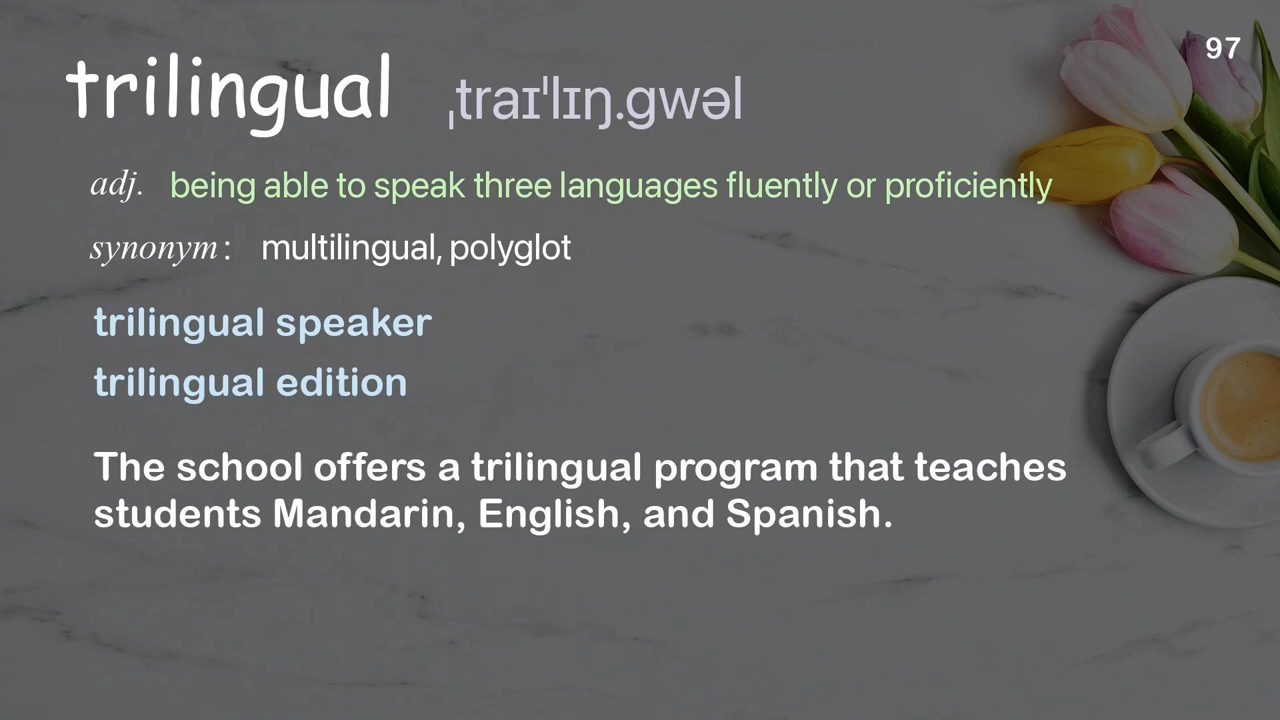 97
trilingual ˌtraɪˈlɪŋ.gwəl
adj. being able to speak three languages fluently or proficiently
synonym: multilingual, polyglot
trilingual speaker
trilingual edition
The school offers a trilingual program that teaches
students Mandarin, English, and Spanish.